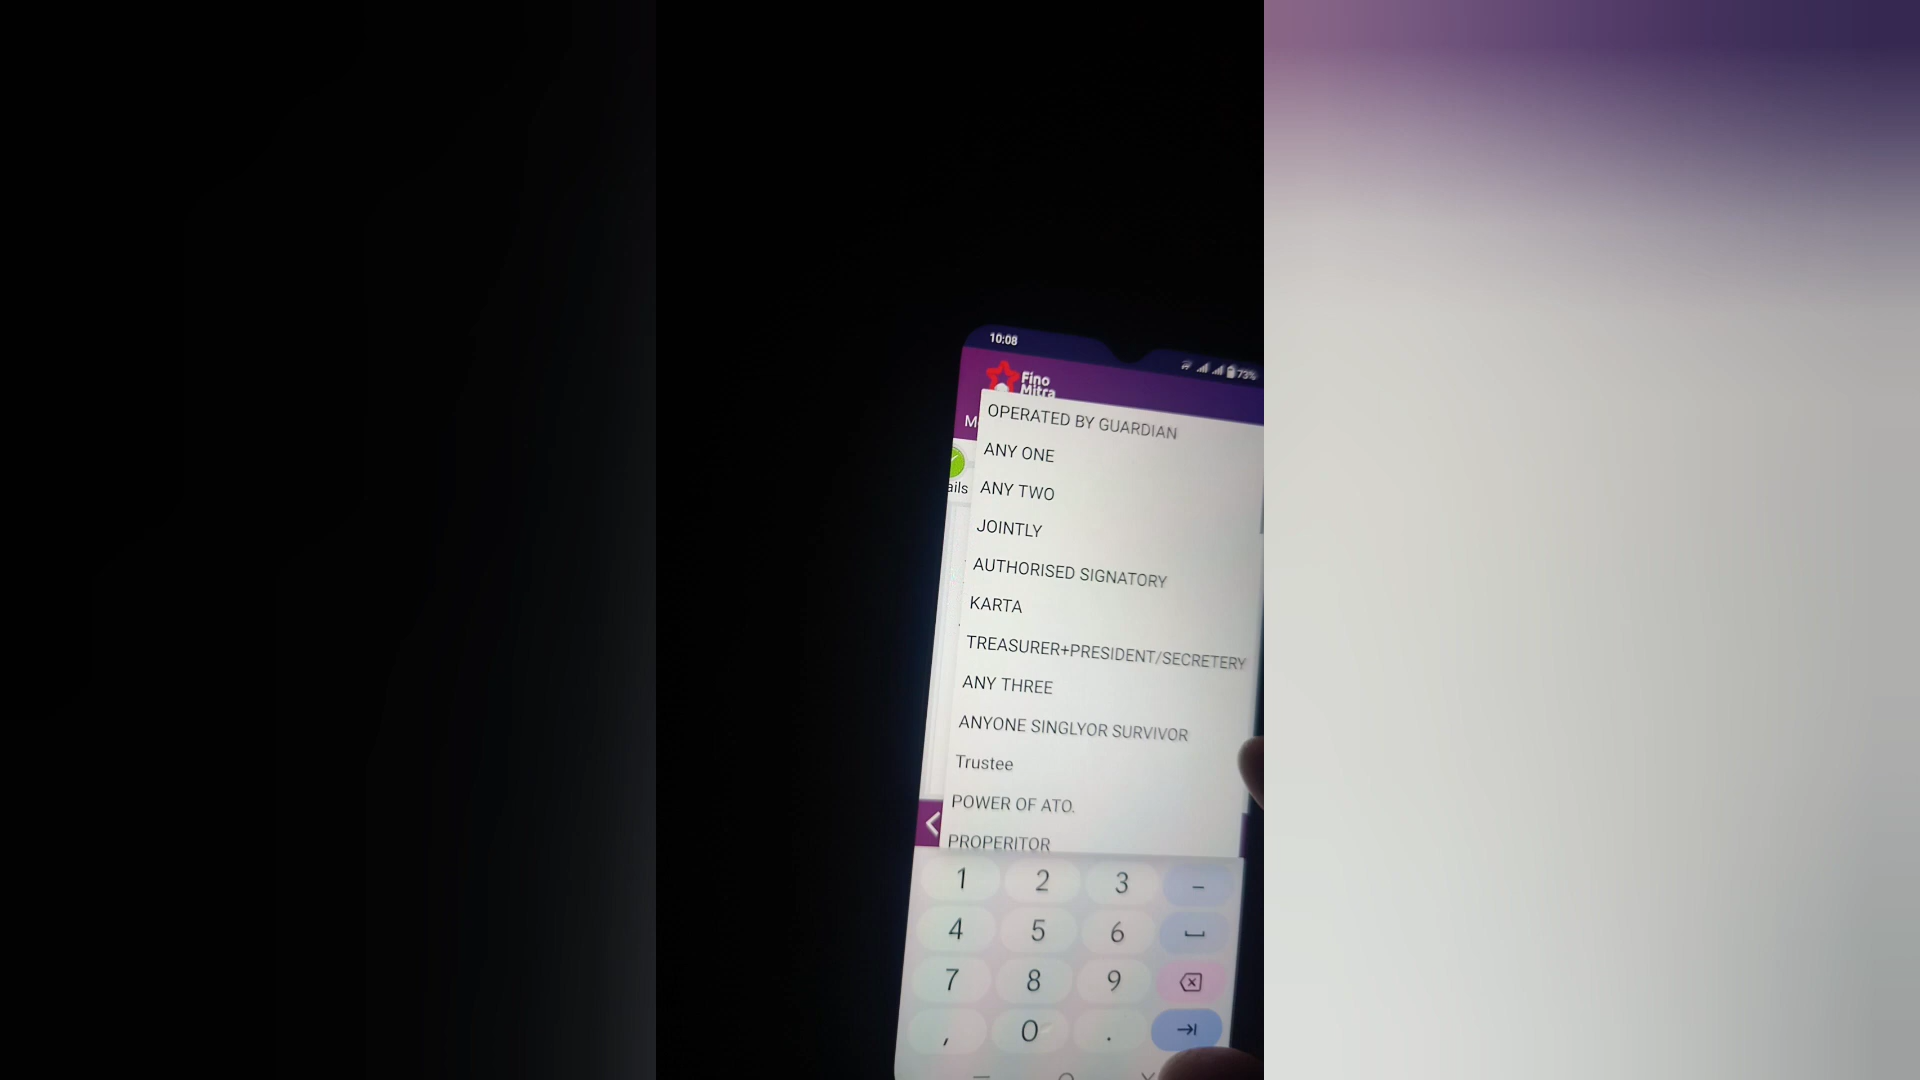 10:08
73%
Fino
Mitra
M
OPERATED BY GUARDIAN
ANY ONE
ANY TWO
ails
JOINTLY
AUTHORISED SIGNATORY
KARTA
TREASURER+PRESIDENT/SECRETERY
ANY THREE
ANYONE SINGLYOR SURVIVOR
Trustee
POWER OF ATO.
PROPERITOR
1 2 3 -
4 5 6
7 8 9
, 0 .